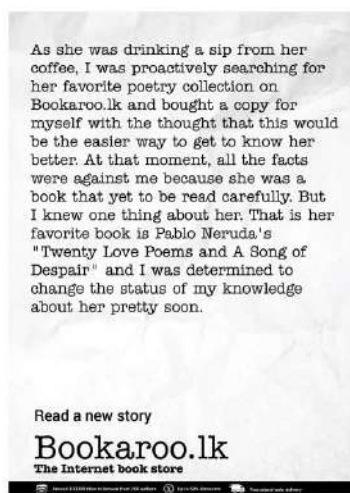 As she was drinking a sip from her
coffee, I was proactively searching for
her favorite poetry collection on
Bookaroo.lk and bought a copy for
myself with the thought that this would
be the easier way to get to know her
better. At that moment, all the facts
were against me because she was a
book that yet to be read carefully. But
I knew one thing about her. That is her
favorite book is Pablo Neruda's
"Twenty Love Poems and A Song of
Despair" and I was determined to
change the status of my knowledge
about her pretty soon.
Read a new story
Bookaroo.lk
The Internet book store